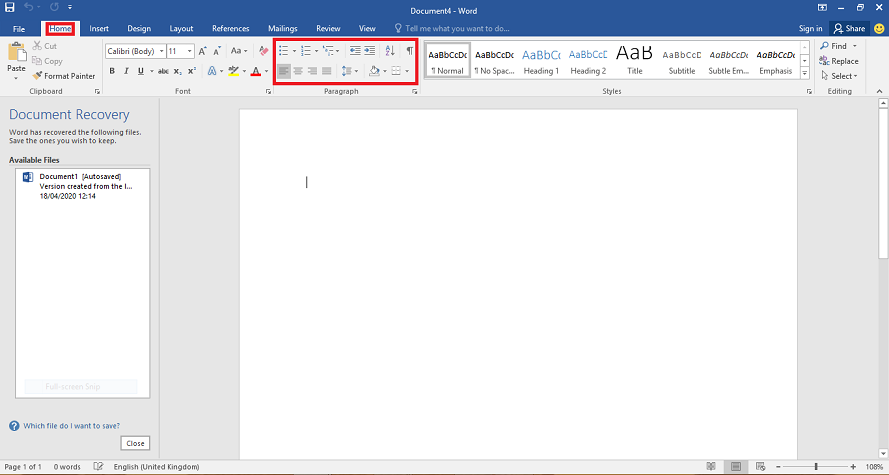 Document4 - Word
File Home Insert Design Layout References Mailings Review View Tell me what you want to do... Sign in Share
Paste
Cut
Copy
Format Painter
Clipboard
Calibri (Body) 11 Aa
B I U abc x₂ x² A ab A
Font
Paragraph
AaBbCcDc AaBbCcDc AaBbCc AaBbCcE AaB AaBbCcD AaBbCcDc AaBbCcDc
¶ Normal ¶ No Spac... Heading 1 Heading 2 Title Subtitle Subtle Em... Emphasis
Styles
Find
Replace
Select
Editing
Document Recovery
Word has recovered the following files.
Save the ones you wish to keep.
Available Files
Document1 [Autosaved]
Version created from the l...
18/04/2020 12:14
Full-screen Snip
Which file do I want to save?
Close
Page 1 of 1 0 words English (United Kingdom) 108%